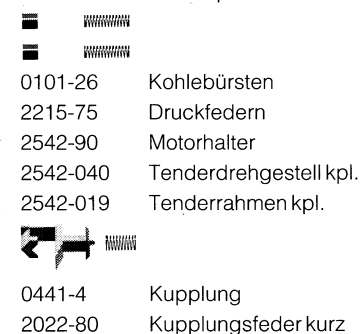 0101-26 Kohlebürsten
2215-75 Druckfedern
2542-90 Motorhalter
2542-040 Tenderdrehgestell kpl.
2542-019 Tenderrahmen kpl.
0441-4 Kupplung
2022-80 Kupplungsfeder kurz